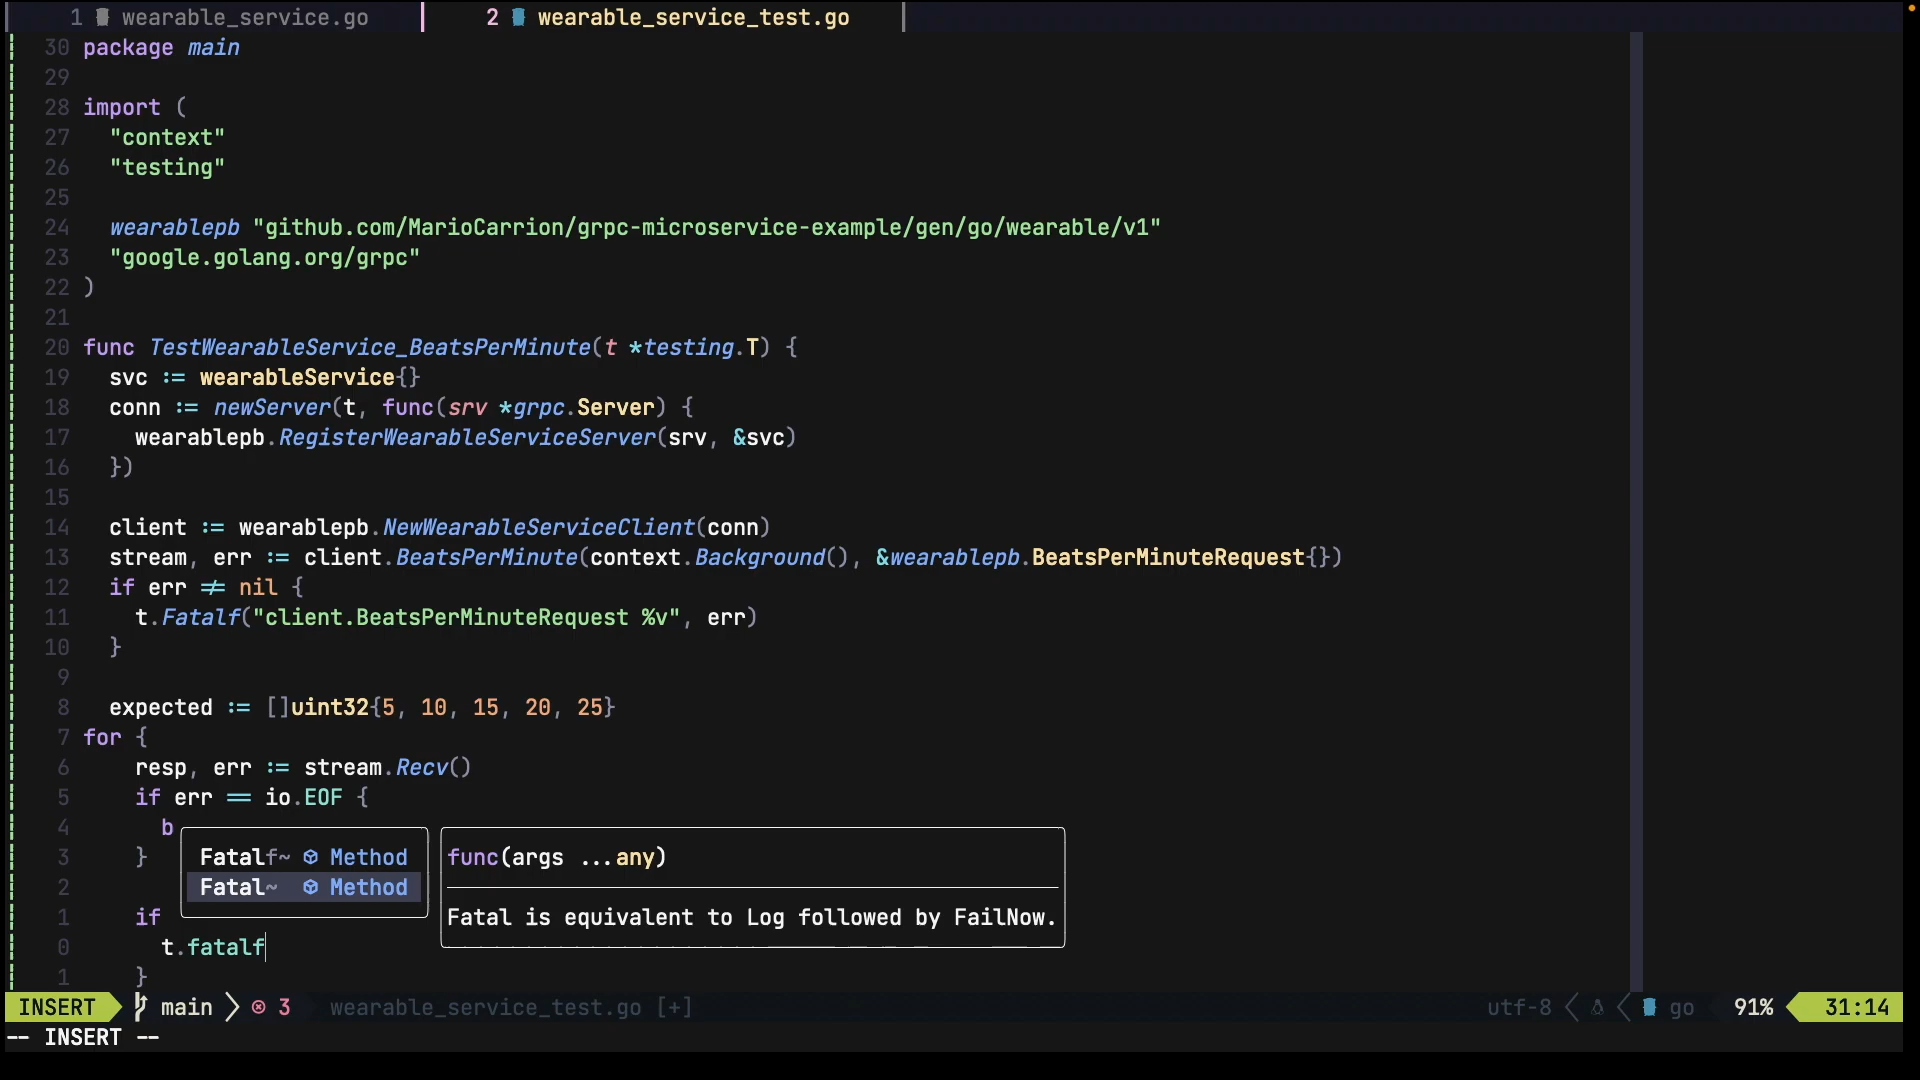 1 wearable_service.go 2 wearable_service_test.go
30 package main
29
28 import (
27 "context"
26 "testing"
25
24 wearablepb "github.com/MarioCarrion/grpc-microservice-example/gen/go/wearable/v1"
23 "google.golang.org/grpc"
22 )
21
20 func TestWearableService_BeatsPerMinute(t *testing.T) {
19 svc := wearableService{}
18 conn := newServer(t, func(srv *grpc.Server) {
17 wearablepb.RegisterWearableServiceServer(srv, &svc)
16 })
15
14 client := wearablepb.NewWearableServiceClient(conn)
13 stream, err := client.BeatsPerMinute(context.Background(), &wearablepb.BeatsPerMinuteRequest{})
12 if err != nil {
11 t.Fatalf("client.BeatsPerMinuteRequest %v", err)
10 }
9
8 expected := []uint32{5, 10, 15, 20, 25}
7 for {
6 resp, err := stream.Recv()
5 if err == io.EOF {
4 b
3 } Fatalf~ Method func(args ...any)
2 Fatal~ Method
1 if Fatal is equivalent to Log followed by FailNow.
0 t.fatalf
1 }
INSERT main 3 wearable_service_test.go [+] utf-8 go 91% 31:14
-- INSERT --